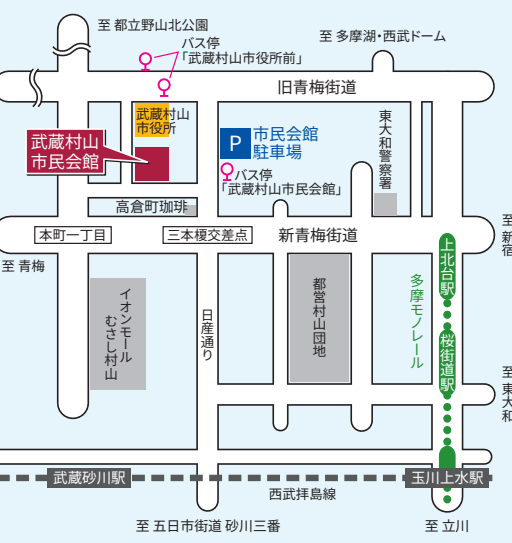 至 都立野山北公園
バス停
「武蔵村山市役所前」
至 多摩湖・西武ドーム
旧青梅街道
武蔵村山
市役所
武蔵村山
市民会館
P
市民会館
駐車場
バス停
「武蔵村山市民会館」
東大和警察署
高倉町珈琲
本町一丁目
三本榎交差点
新青梅街道
至 新宿
至 青梅
上北台駅
イオンモール
むさし村山
日産通り
都営村山団地
多摩モノレール
桜街道駅
至 東大和
武蔵砂川駅
玉川上水駅
西武拝島線
至 五日市街道 砂川三番
至 立川